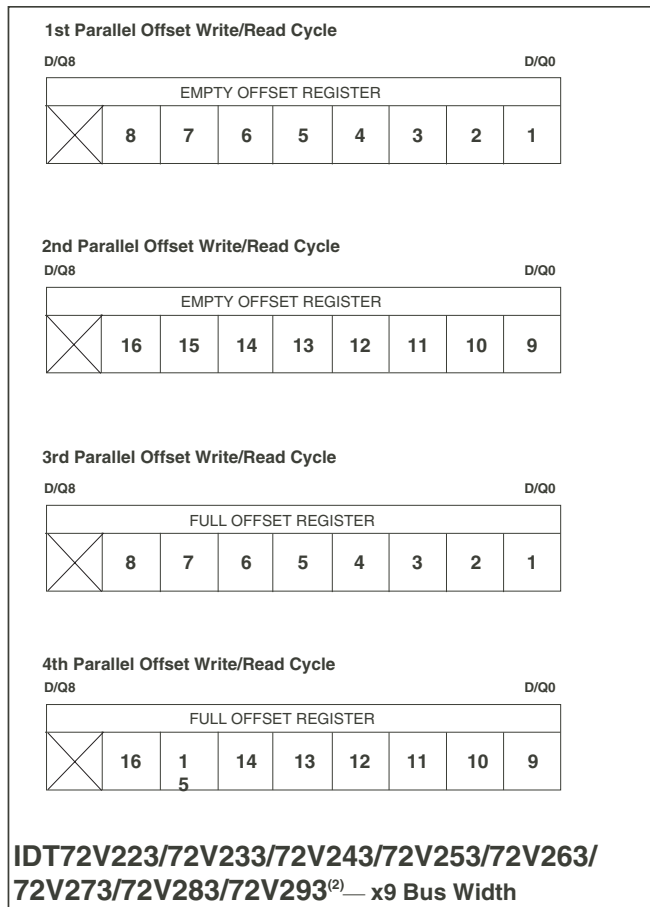 1st Parallel Offset Write/Read Cycle
D/Q8 D/Q0
EMPTY OFFSET REGISTER
8 7 6 5 4 3 2 1
2nd Parallel Offset Write/Read Cycle
D/Q8 D/Q0
EMPTY OFFSET REGISTER
16 15 14 13 12 11 10 9
3rd Parallel Offset Write/Read Cycle
D/Q8 D/Q0
FULL OFFSET REGISTER
8 7 6 5 4 3 2 1
4th Parallel Offset Write/Read Cycle
D/Q8 D/Q0
FULL OFFSET REGISTER
16 15 14 13 12 11 10 9
IDT72V223/72V233/72V243/72V253/72V263/
72V273/72V283/72V293(2)— x9 Bus Width